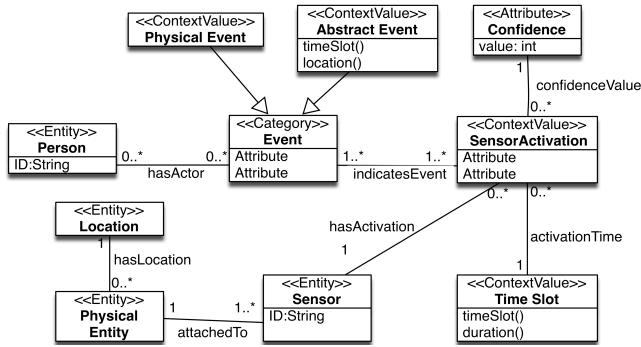 <<ContextValue>>
Physical Event
<<ContextValue>>
Abstract Event
timeSlot()
location()
<<Attribute>>
Confidence
value: int
1
confidenceValue
0..*
<<Entity>>
Person
ID:String
0..*
hasActor
0..*
<<Category>>
Event
Attribute
Attribute
1..*
indicatesEvent
1..*
<<ContextValue>>
SensorActivation
Attribute
Attribute
0..*
0..*
hasActivation
1
activationTime
1
<<Entity>>
Location
1
hasLocation
0..*
<<Entity>>
Physical
Entity
1
attachedTo
1..*
<<Entity>>
Sensor
ID:String
<<ContextValue>>
Time Slot
timeSlot()
duration()